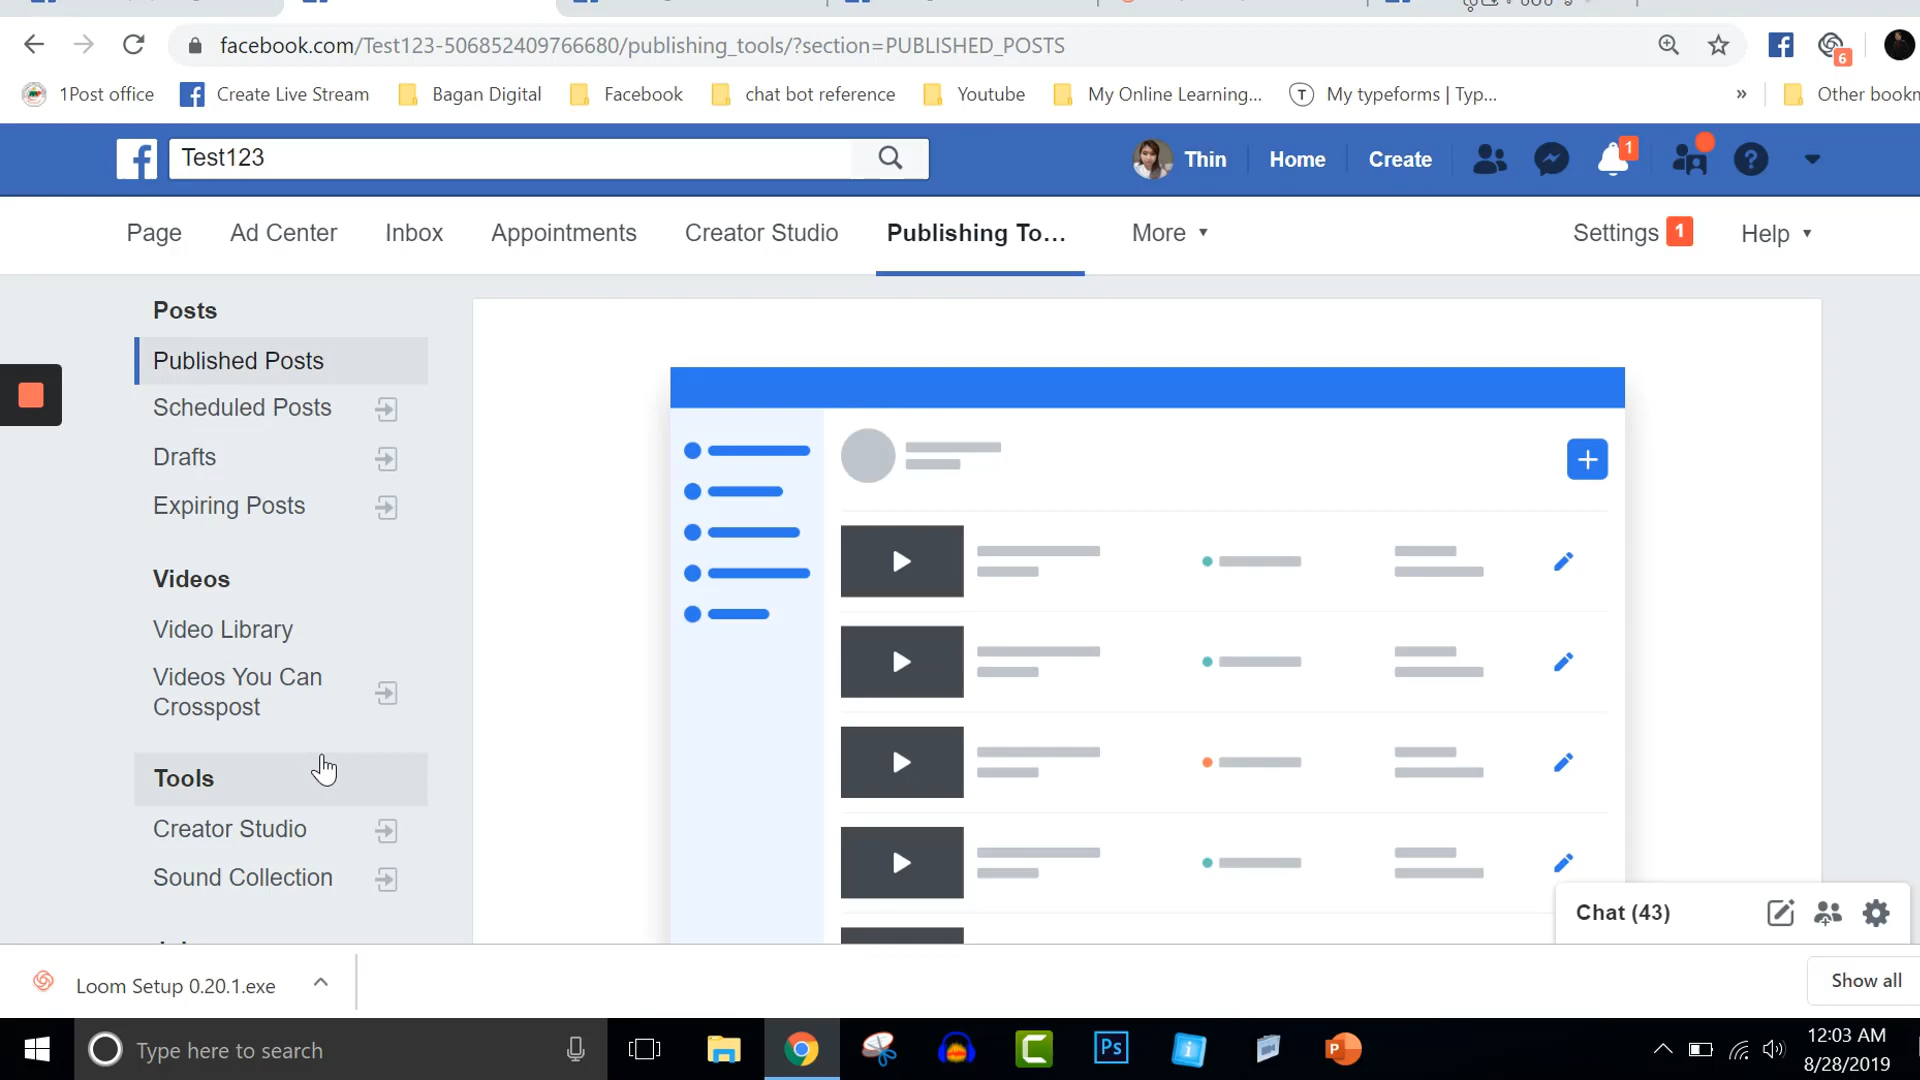 facebook.com/Test123-506852409766680/publishing_tools/?section=PUBLISHED_POSTS
6
1Post office
Create Live Stream
Bagan Digital
Facebook
chat bot reference
Youtube
My Online Learning...
T
My typeforms | Typ...
»
Other bookm
Test123
Thin
Home
Create
1
?
Page
Ad Center
Inbox
Appointments
Creator Studio
Publishing To...
More
Settings 1
Help
Posts
Published Posts
Scheduled Posts
Drafts
Expiring Posts
Videos
Video Library
Videos You Can
Crosspost
Tools
Creator Studio
Sound Collection
Chat (43)
Loom Setup 0.20.1.exe
Show all
Type here to search
Ps
12:03 AM
8/28/2019